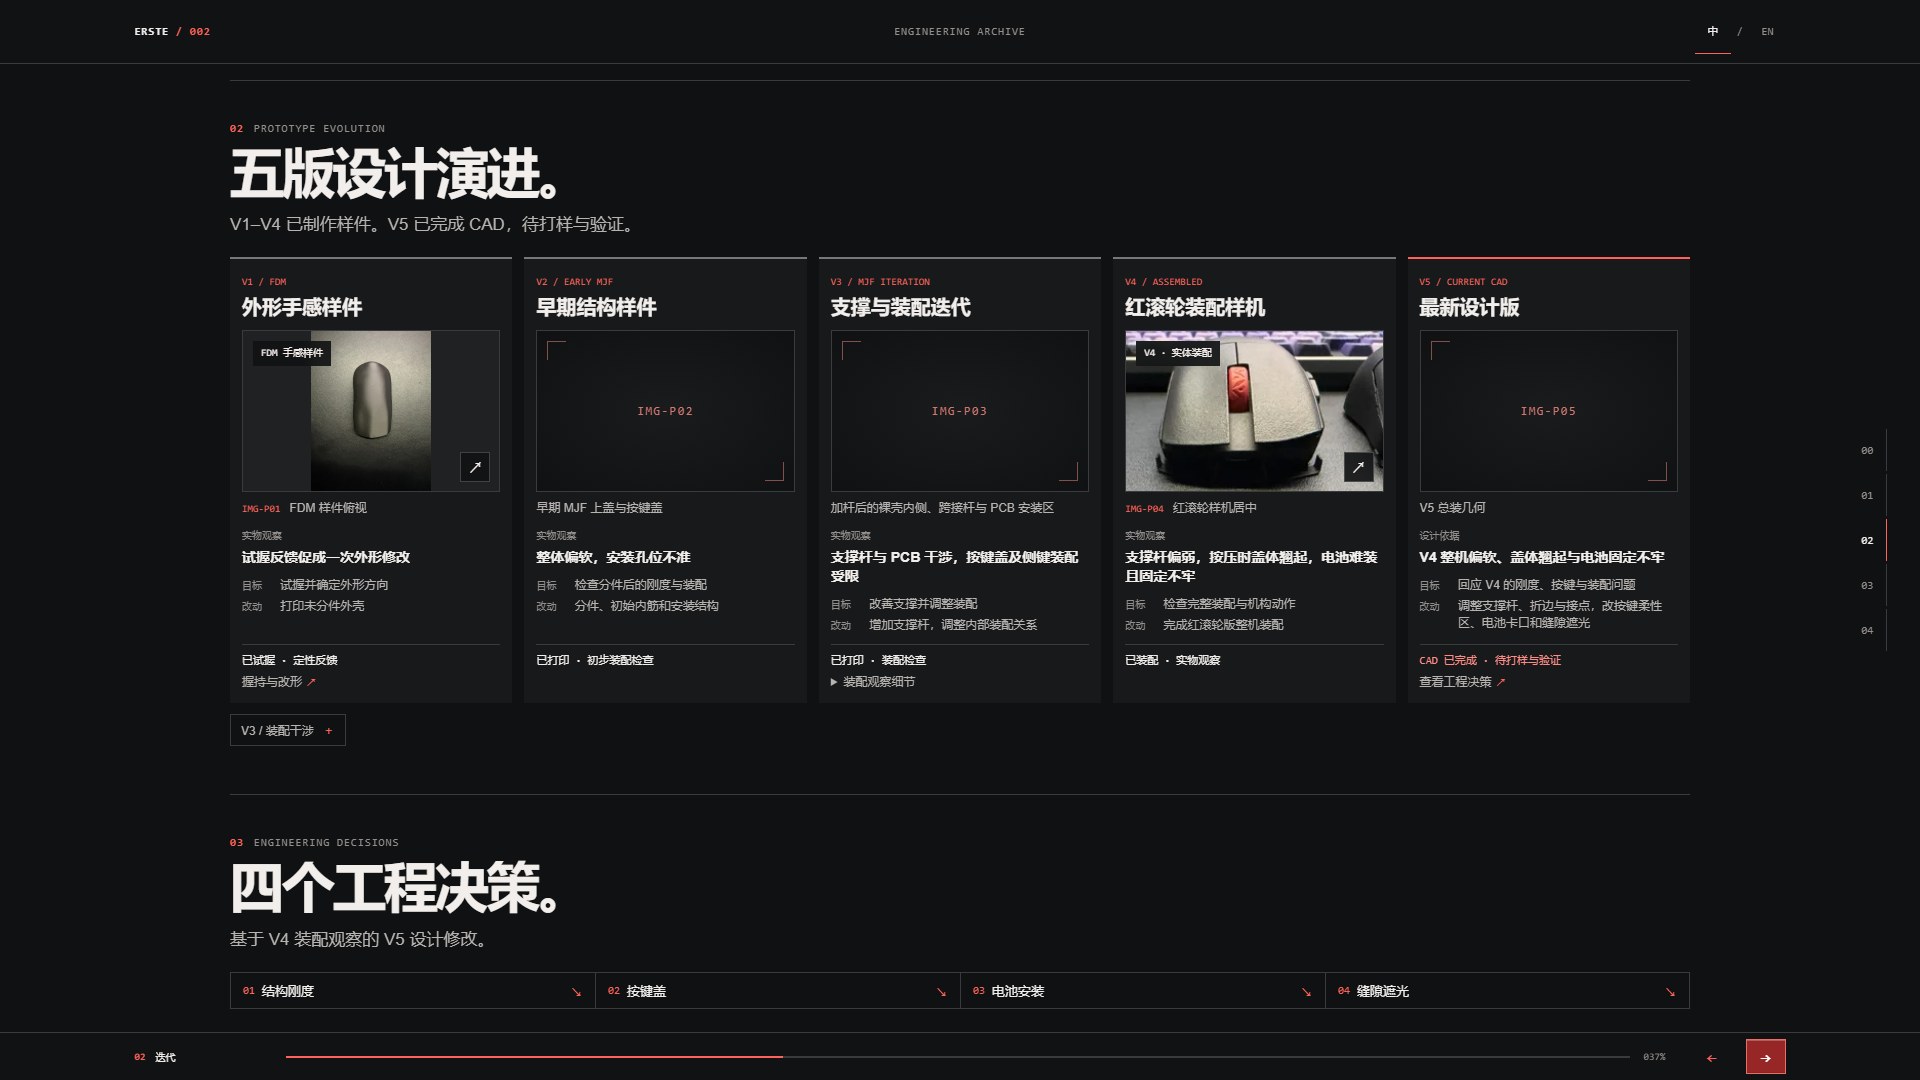 ERSTE / 002
ENGINEERING ARCHIVE
中 / EN
02 PROTOTYPE EVOLUTION
五版设计演进。
V1–V4 已制作样件。V5 已完成 CAD，待打样与验证。
V1 / FDM
外形手感样件
FDM 手感样件
IMG-P01 FDM 样件俯视
实物观察
试握反馈促成一次外形修改
目标 试握并确定外形方向
改动 打印未分件外壳
已试握 · 定性反馈
握持与改形 ↗
V2 / EARLY MJF
早期结构样件
IMG-P02
早期 MJF 上盖与按键盖
实物观察
整体偏软，安装孔位不准
目标 检查分件后的刚度与装配
改动 分件、初始内筋和安装结构
已打印 · 初步装配检查
V3 / MJF ITERATION
支撑与装配迭代
IMG-P03
加杆后的裸壳内侧、跨接杆与 PCB 安装区
实物观察
支撑杆与 PCB 干涉，按键盖及侧键装配
受限
目标 改善支撑并调整装配
改动 增加支撑杆，调整内部装配关系
已打印 · 装配检查
▶ 装配观察细节
V4 / ASSEMBLED
红滚轮装配样机
V4 · 实体装配
IMG-P04 红滚轮样机居中
实物观察
支撑杆偏弱，按压时盖体翘起，电池难装
且固定不牢
目标 检查完整装配与机构动作
改动 完成红滚轮版整机装配
已装配 · 实物观察
V5 / CURRENT CAD
最新设计版
IMG-P05
V5 总装几何
设计依据
V4 整机偏软、盖体翘起与电池固定不牢
目标 回应 V4 的刚度、按键与装配问题
改动 调整支撑杆、折边与接点，改按键柔性
区、电池卡口和缝隙遮光
CAD 已完成 · 待打样与验证
查看工程决策 ↗
V3 / 装配干涉 +
00
01
02
03
04
03 ENGINEERING DECISIONS
四个工程决策。
基于 V4 装配观察的 V5 设计修改。
01 结构刚度 ↘
02 按键盖 ↘
03 电池安装 ↘
04 缝隙遮光 ↘
02 迭代
037%
← →